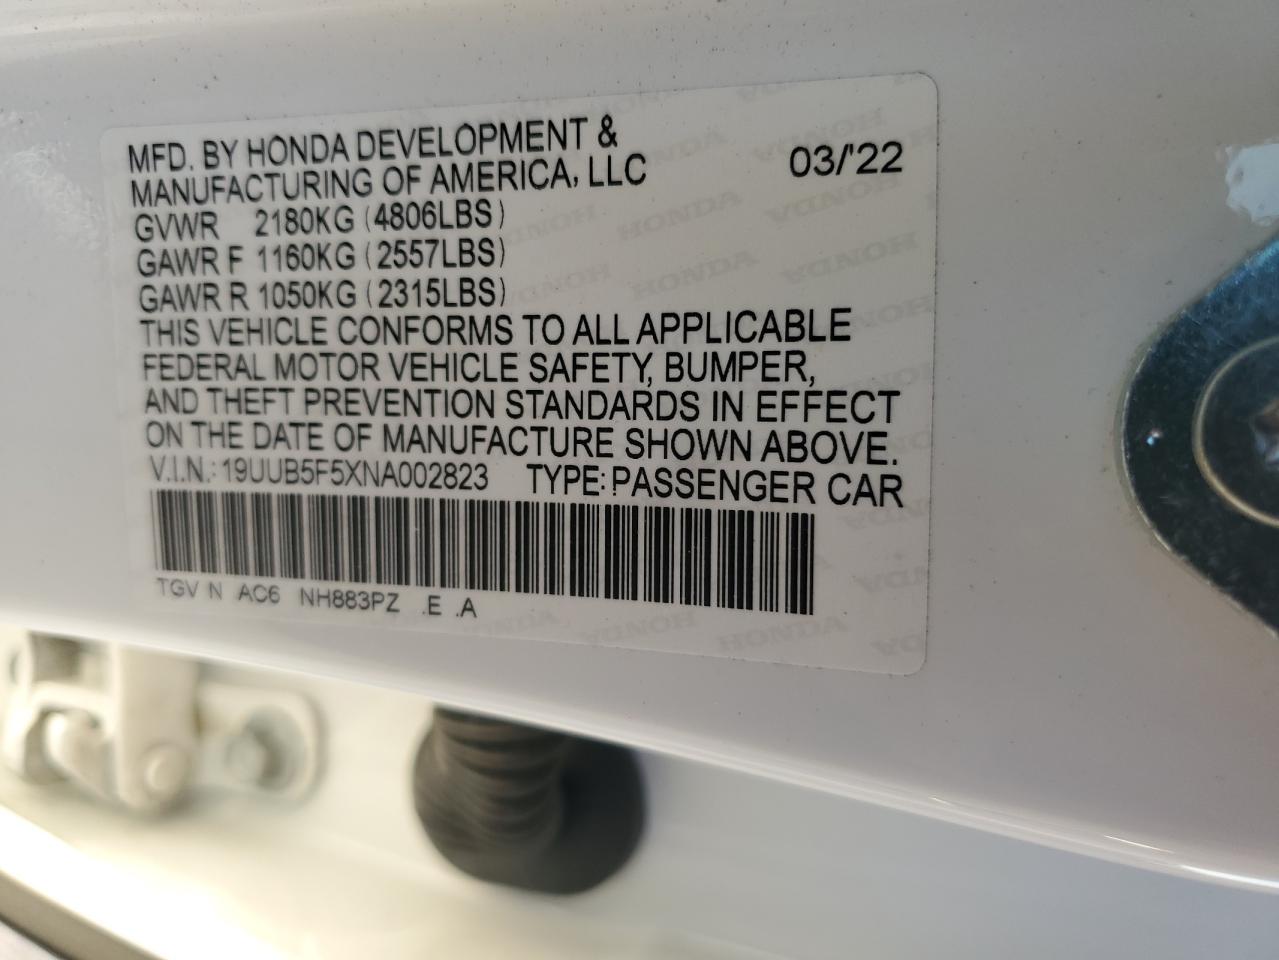 MFD. BY HONDA DEVELOPMENT &
MANUFACTURING OF AMERICA, LLC 03/'22
GVWR 2180KG (4806LBS)
GAWR F 1160KG (2557LBS)
GAWR R 1050KG (2315LBS)
THIS VEHICLE CONFORMS TO ALL APPLICABLE
FEDERAL MOTOR VEHICLE SAFETY, BUMPER,
AND THEFT PREVENTION STANDARDS IN EFFECT
ON THE DATE OF MANUFACTURE SHOWN ABOVE.
V.I.N.: 19UUB5F5XNA002823 TYPE: PASSENGER CAR
TGV N AC6 NH883PZ .E .A